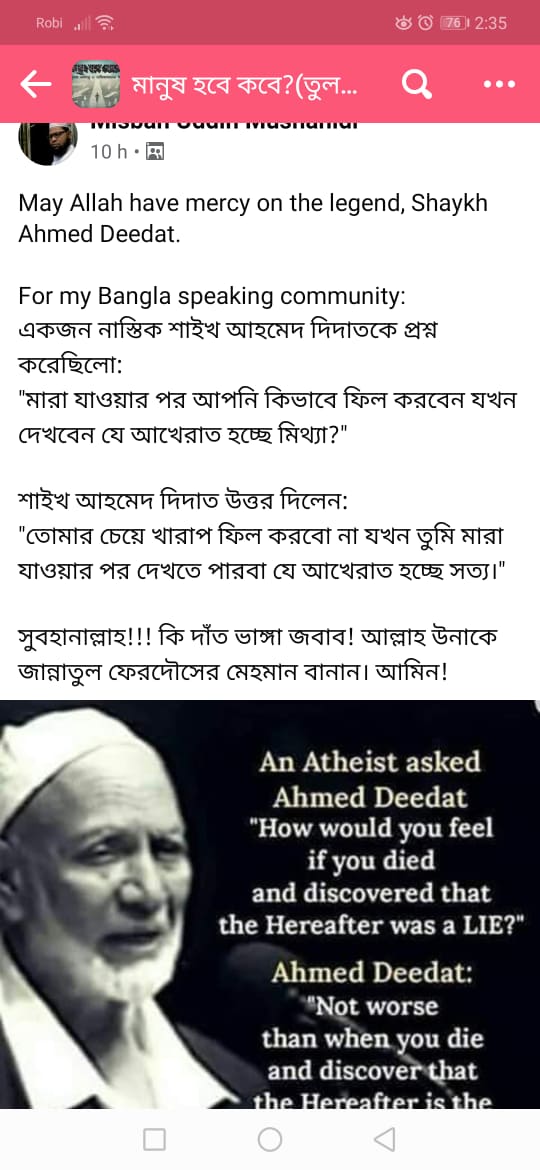 Robi
76 2:35
মানুষ হবে কবে?(তুল...
10 h
May Allah have mercy on the legend, Shaykh
Ahmed Deedat.
For my Bangla speaking community:
একজন নাস্তিক শাইখ আহমেদ দিদাতকে প্রশ্ন
করেছিলো:
"মারা যাওয়ার পর আপনি কিভাবে ফিল করবেন যখন
দেখবেন যে আখেরাত হচ্ছে মিথ্যা?"
শাইখ আহমেদ দিদাত উত্তর দিলেন:
"তোমার চেয়ে খারাপ ফিল করবো না যখন তুমি মারা
যাওয়ার পর দেখতে পারবা যে আখেরাত হচ্ছে সত্য।"
সুবহানাল্লাহ!!! কি দাঁত ভাঙ্গা জবাব! আল্লাহ উনাকে
জান্নাতুল ফেরদৌসের মেহমান বানান। আমিন!
An Atheist asked
Ahmed Deedat
"How would you feel
if you died
and discovered that
the Hereafter was a LIE?"
Ahmed Deedat:
"Not worse
than when you die
and discover that
the Hereafter is the